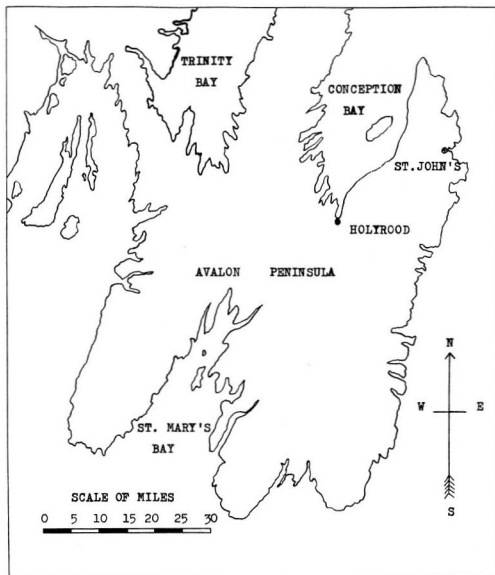 TRINITY
BAY
CONCEPTION
BAY
ST.JOHN'S
HOLYROOD
AVALON PENINSULA
N
W E
S
ST. MARY'S
BAY
SCALE OF MILES
0 5 10 15 20 25 30